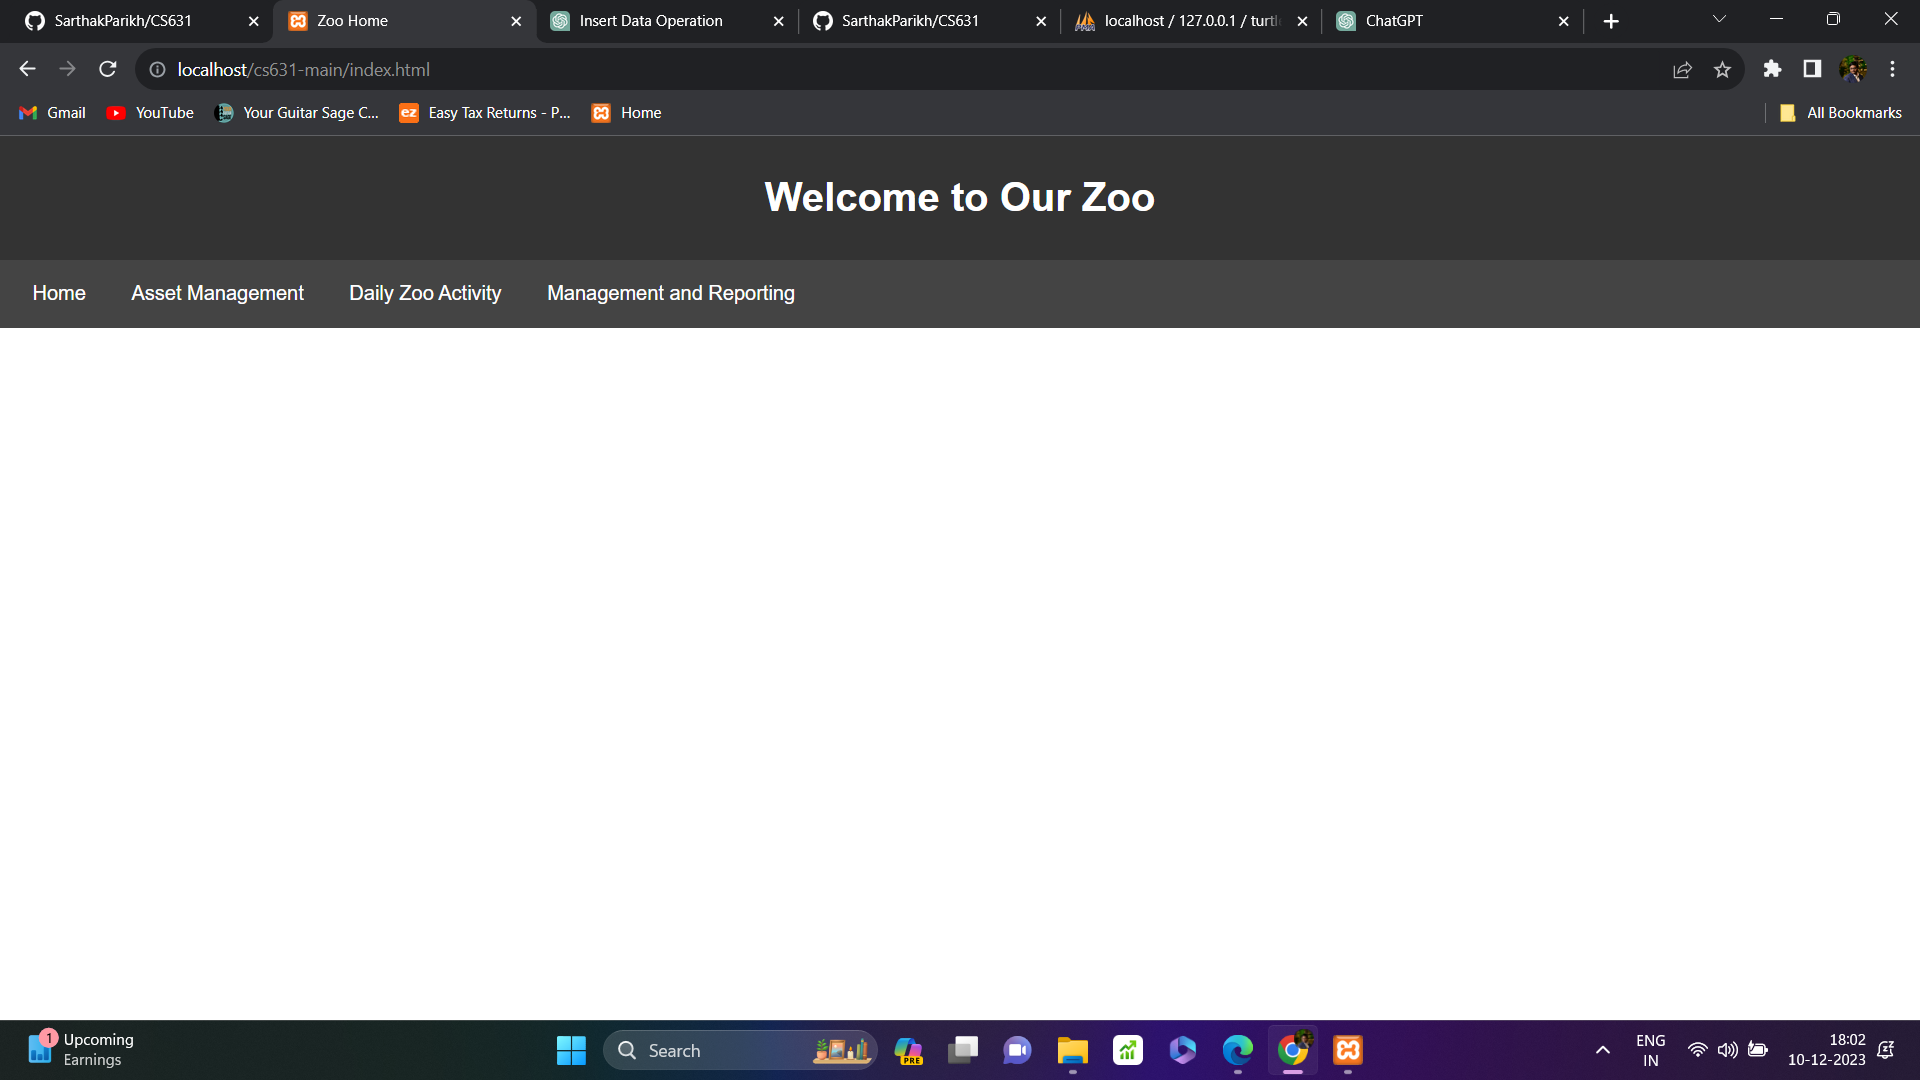 SarthakParikh/CS631
Zoo Home
Insert Data Operation
SarthakParikh/CS631
localhost / 127.0.0.1 / turtl
ChatGPT
localhost/cs631-main/index.html
Gmail
YouTube
Your Guitar Sage C...
ez
Easy Tax Returns - P...
Home
All Bookmarks
Welcome to Our Zoo
Home
Asset Management
Daily Zoo Activity
Management and Reporting
1
Upcoming
Earnings
Search
PRE
ENG
IN
18:02
10-12-2023